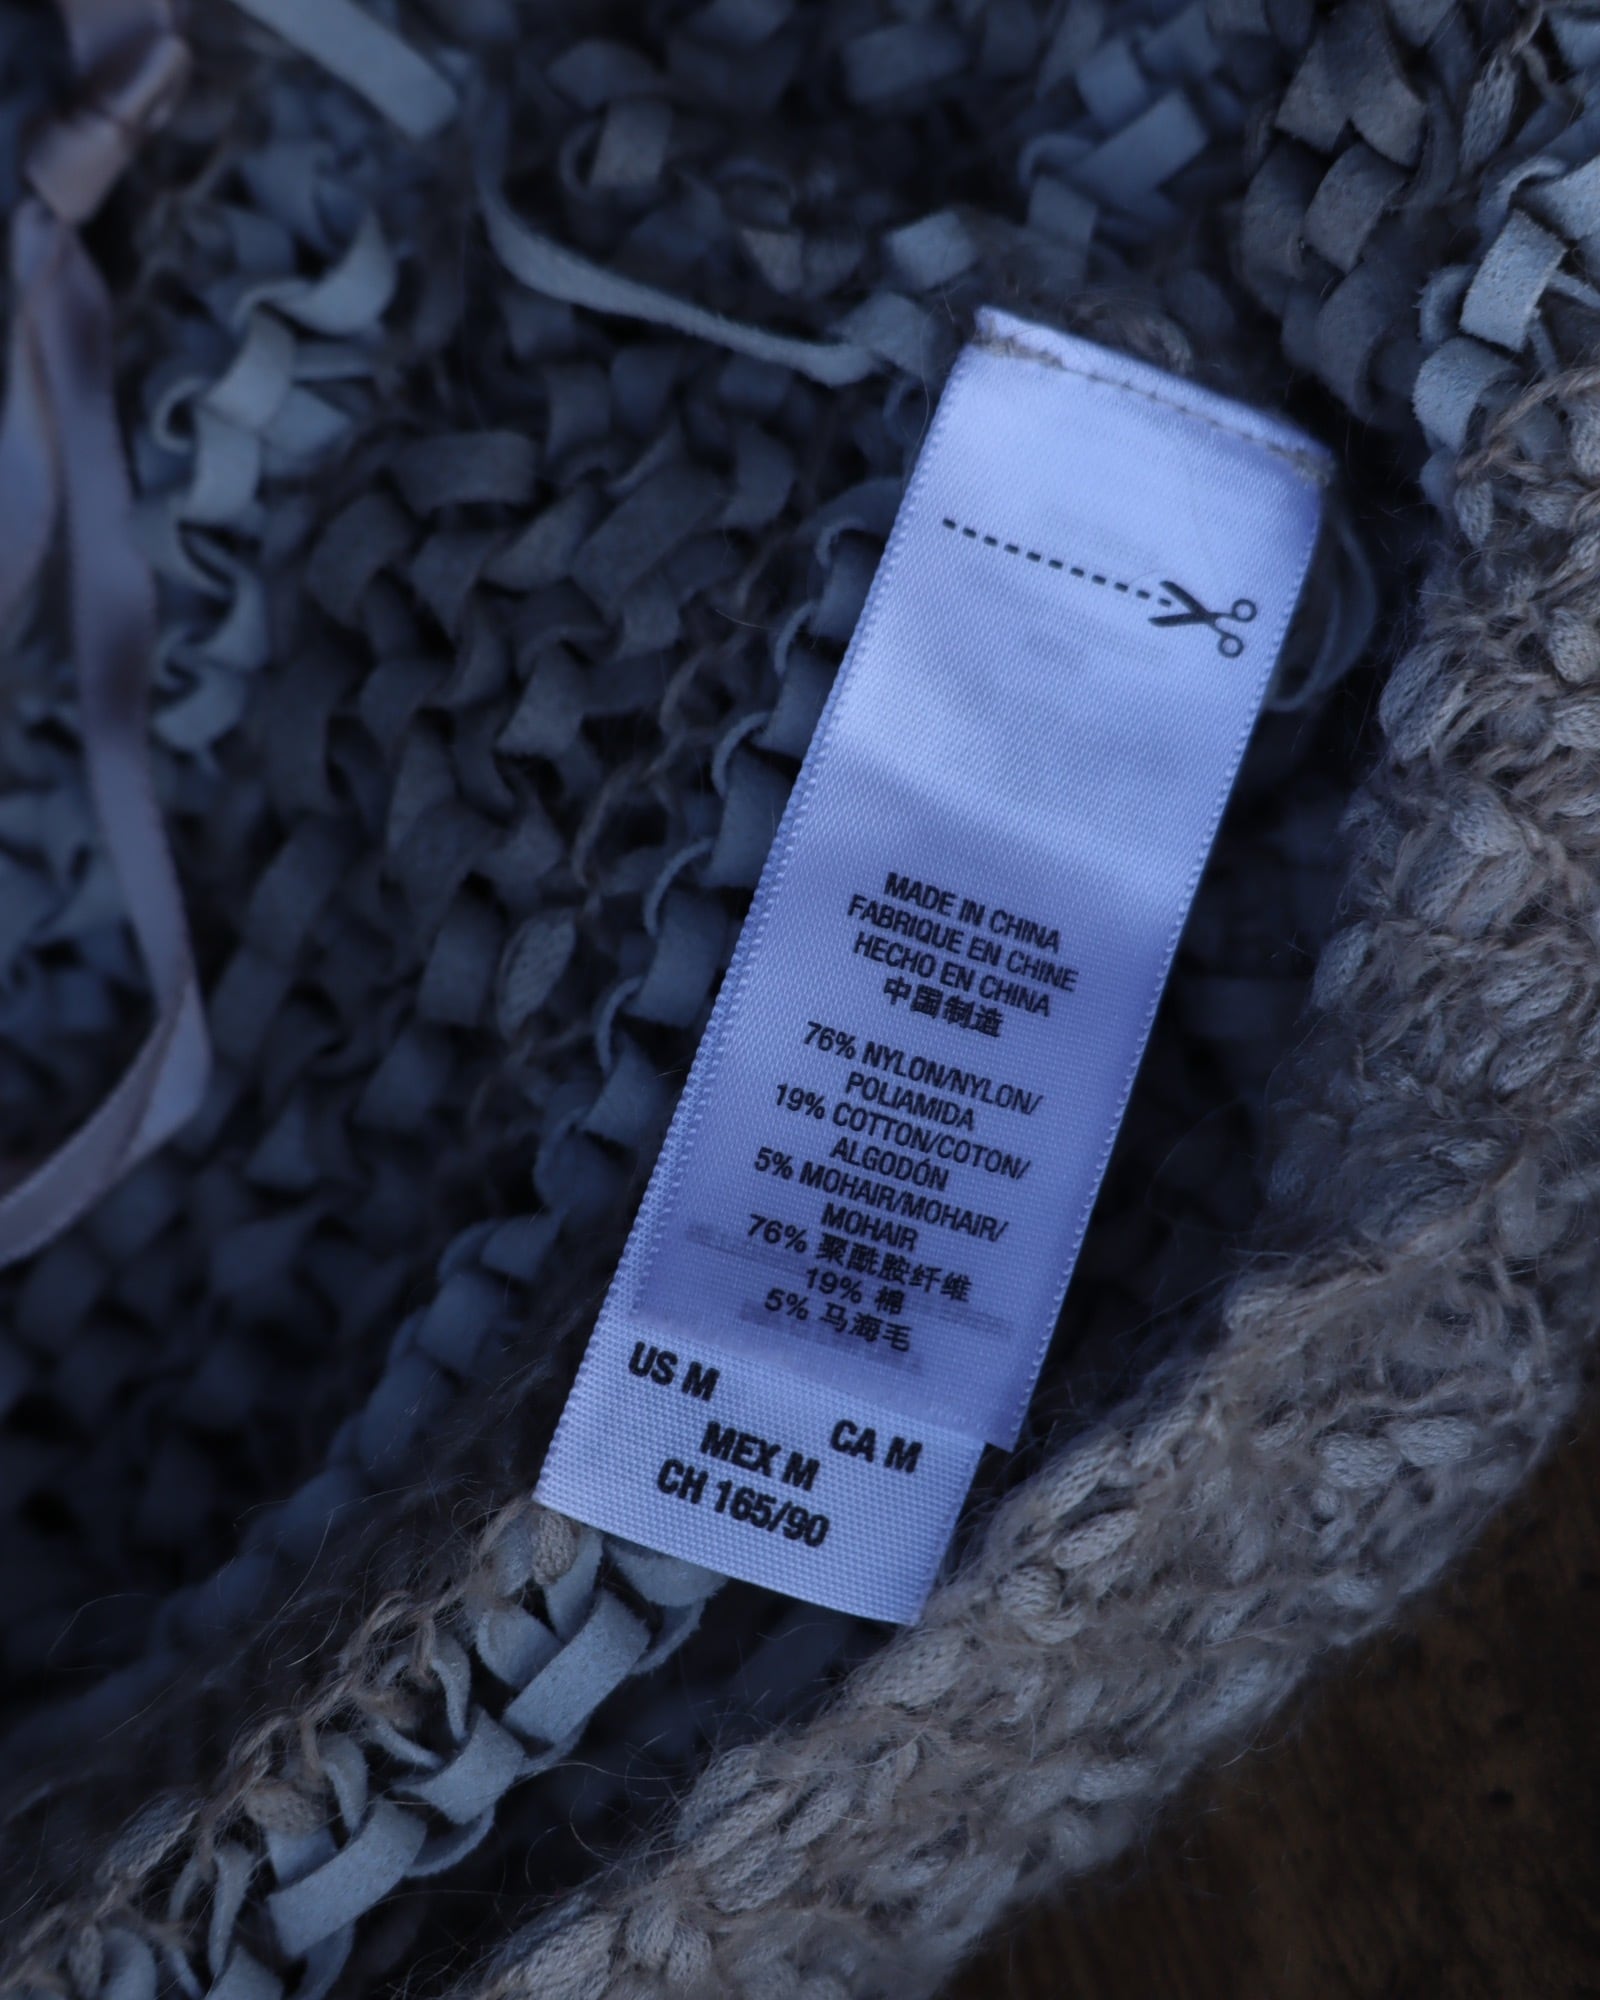 MADE IN CHINA
FABRIQUE EN CHINE
HECHO EN CHINA
中国制造
76% NYLON/NYLON/
POLIAMIDA
19% COTTON/COTON/
ALGODÓN
5% MOHAIR/MOHAIR/
MOHAIR
76% 聚酰胺纤维
19% 棉
5% 马海毛
US M
CA M
MEX M
CH 165/90